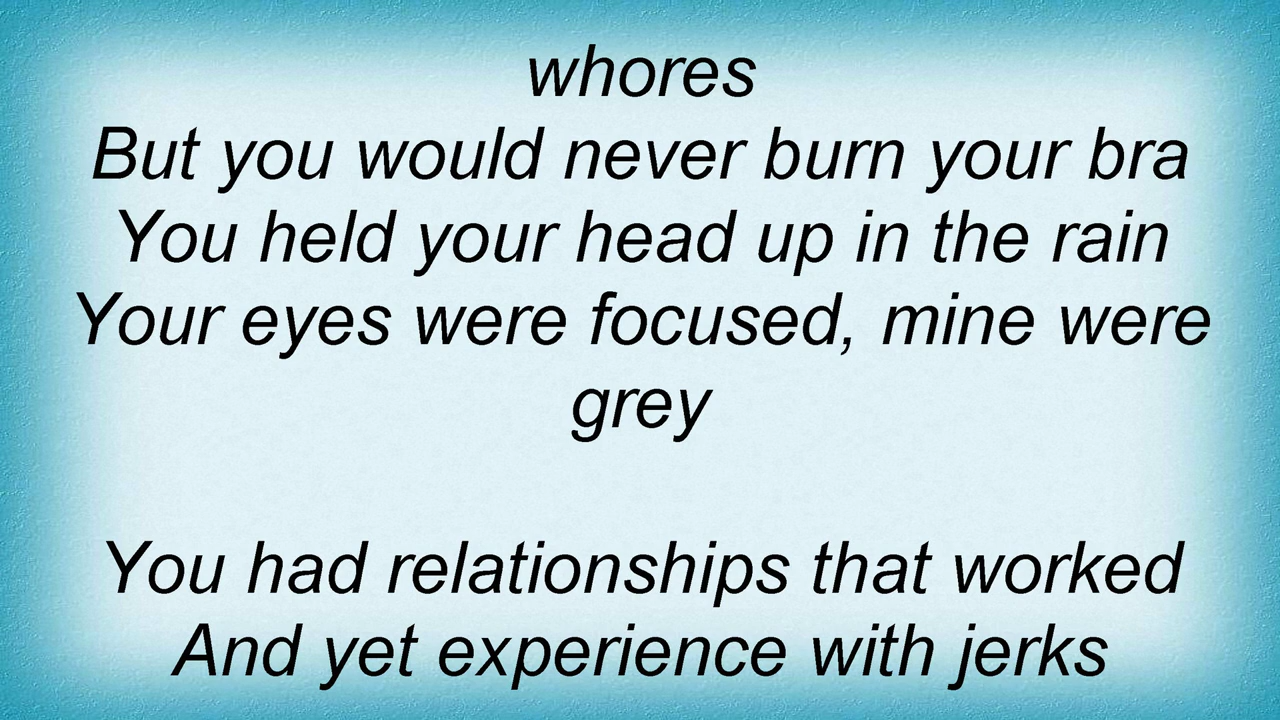 whores
But you would never burn your bra
You held your head up in the rain
Your eyes were focused, mine were
grey
You had relationships that worked
And yet experience with jerks